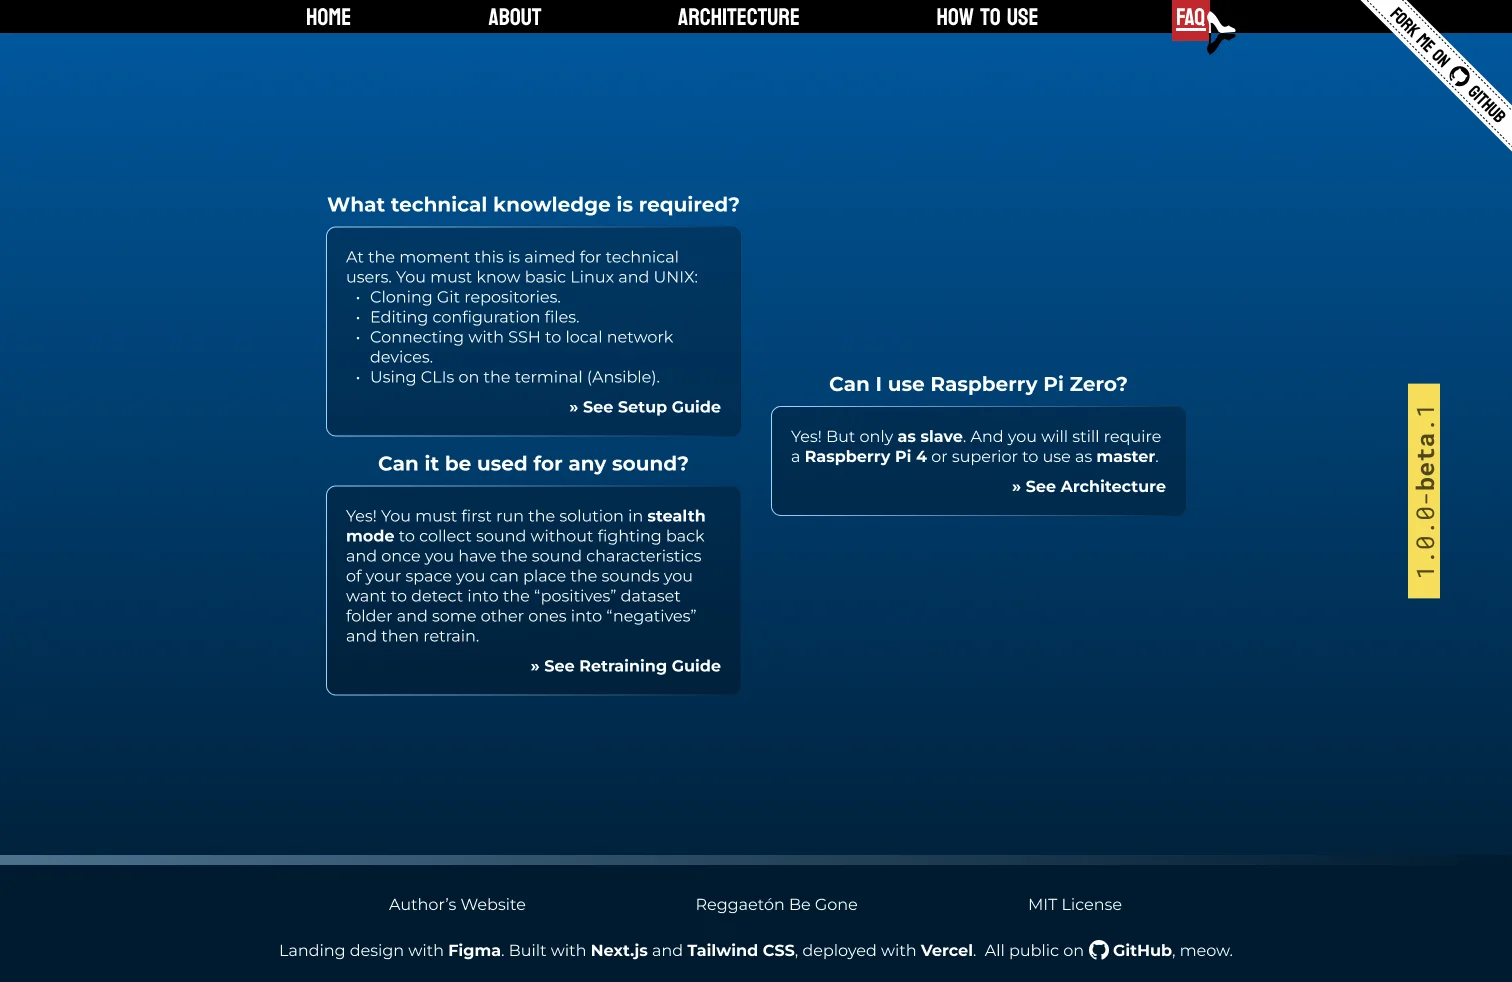 HOME
ABOUT
ARCHITECTURE
HOW TO USE
FAQ
FORK ME ON GITHUB
What technical knowledge is required?
At the moment this is aimed for technical
users. You must know basic Linux and UNIX:
• Cloning Git repositories.
• Editing configuration files.
• Connecting with SSH to local network
devices.
• Using CLIs on the terminal (Ansible).
» See Setup Guide
Can it be used for any sound?
Yes! You must first run the solution in stealth
mode to collect sound without fighting back
and once you have the sound characteristics
of your space you can place the sounds you
want to detect into the “positives” dataset
folder and some other ones into “negatives”
and then retrain.
» See Retraining Guide
Can I use Raspberry Pi Zero?
Yes! But only as slave. And you will still require
a Raspberry Pi 4 or superior to use as master.
» See Architecture
1.0.0-beta.1
Author’s Website
Reggaetón Be Gone
MIT License
Landing design with Figma. Built with Next.js and Tailwind CSS, deployed with Vercel. All public on GitHub, meow.